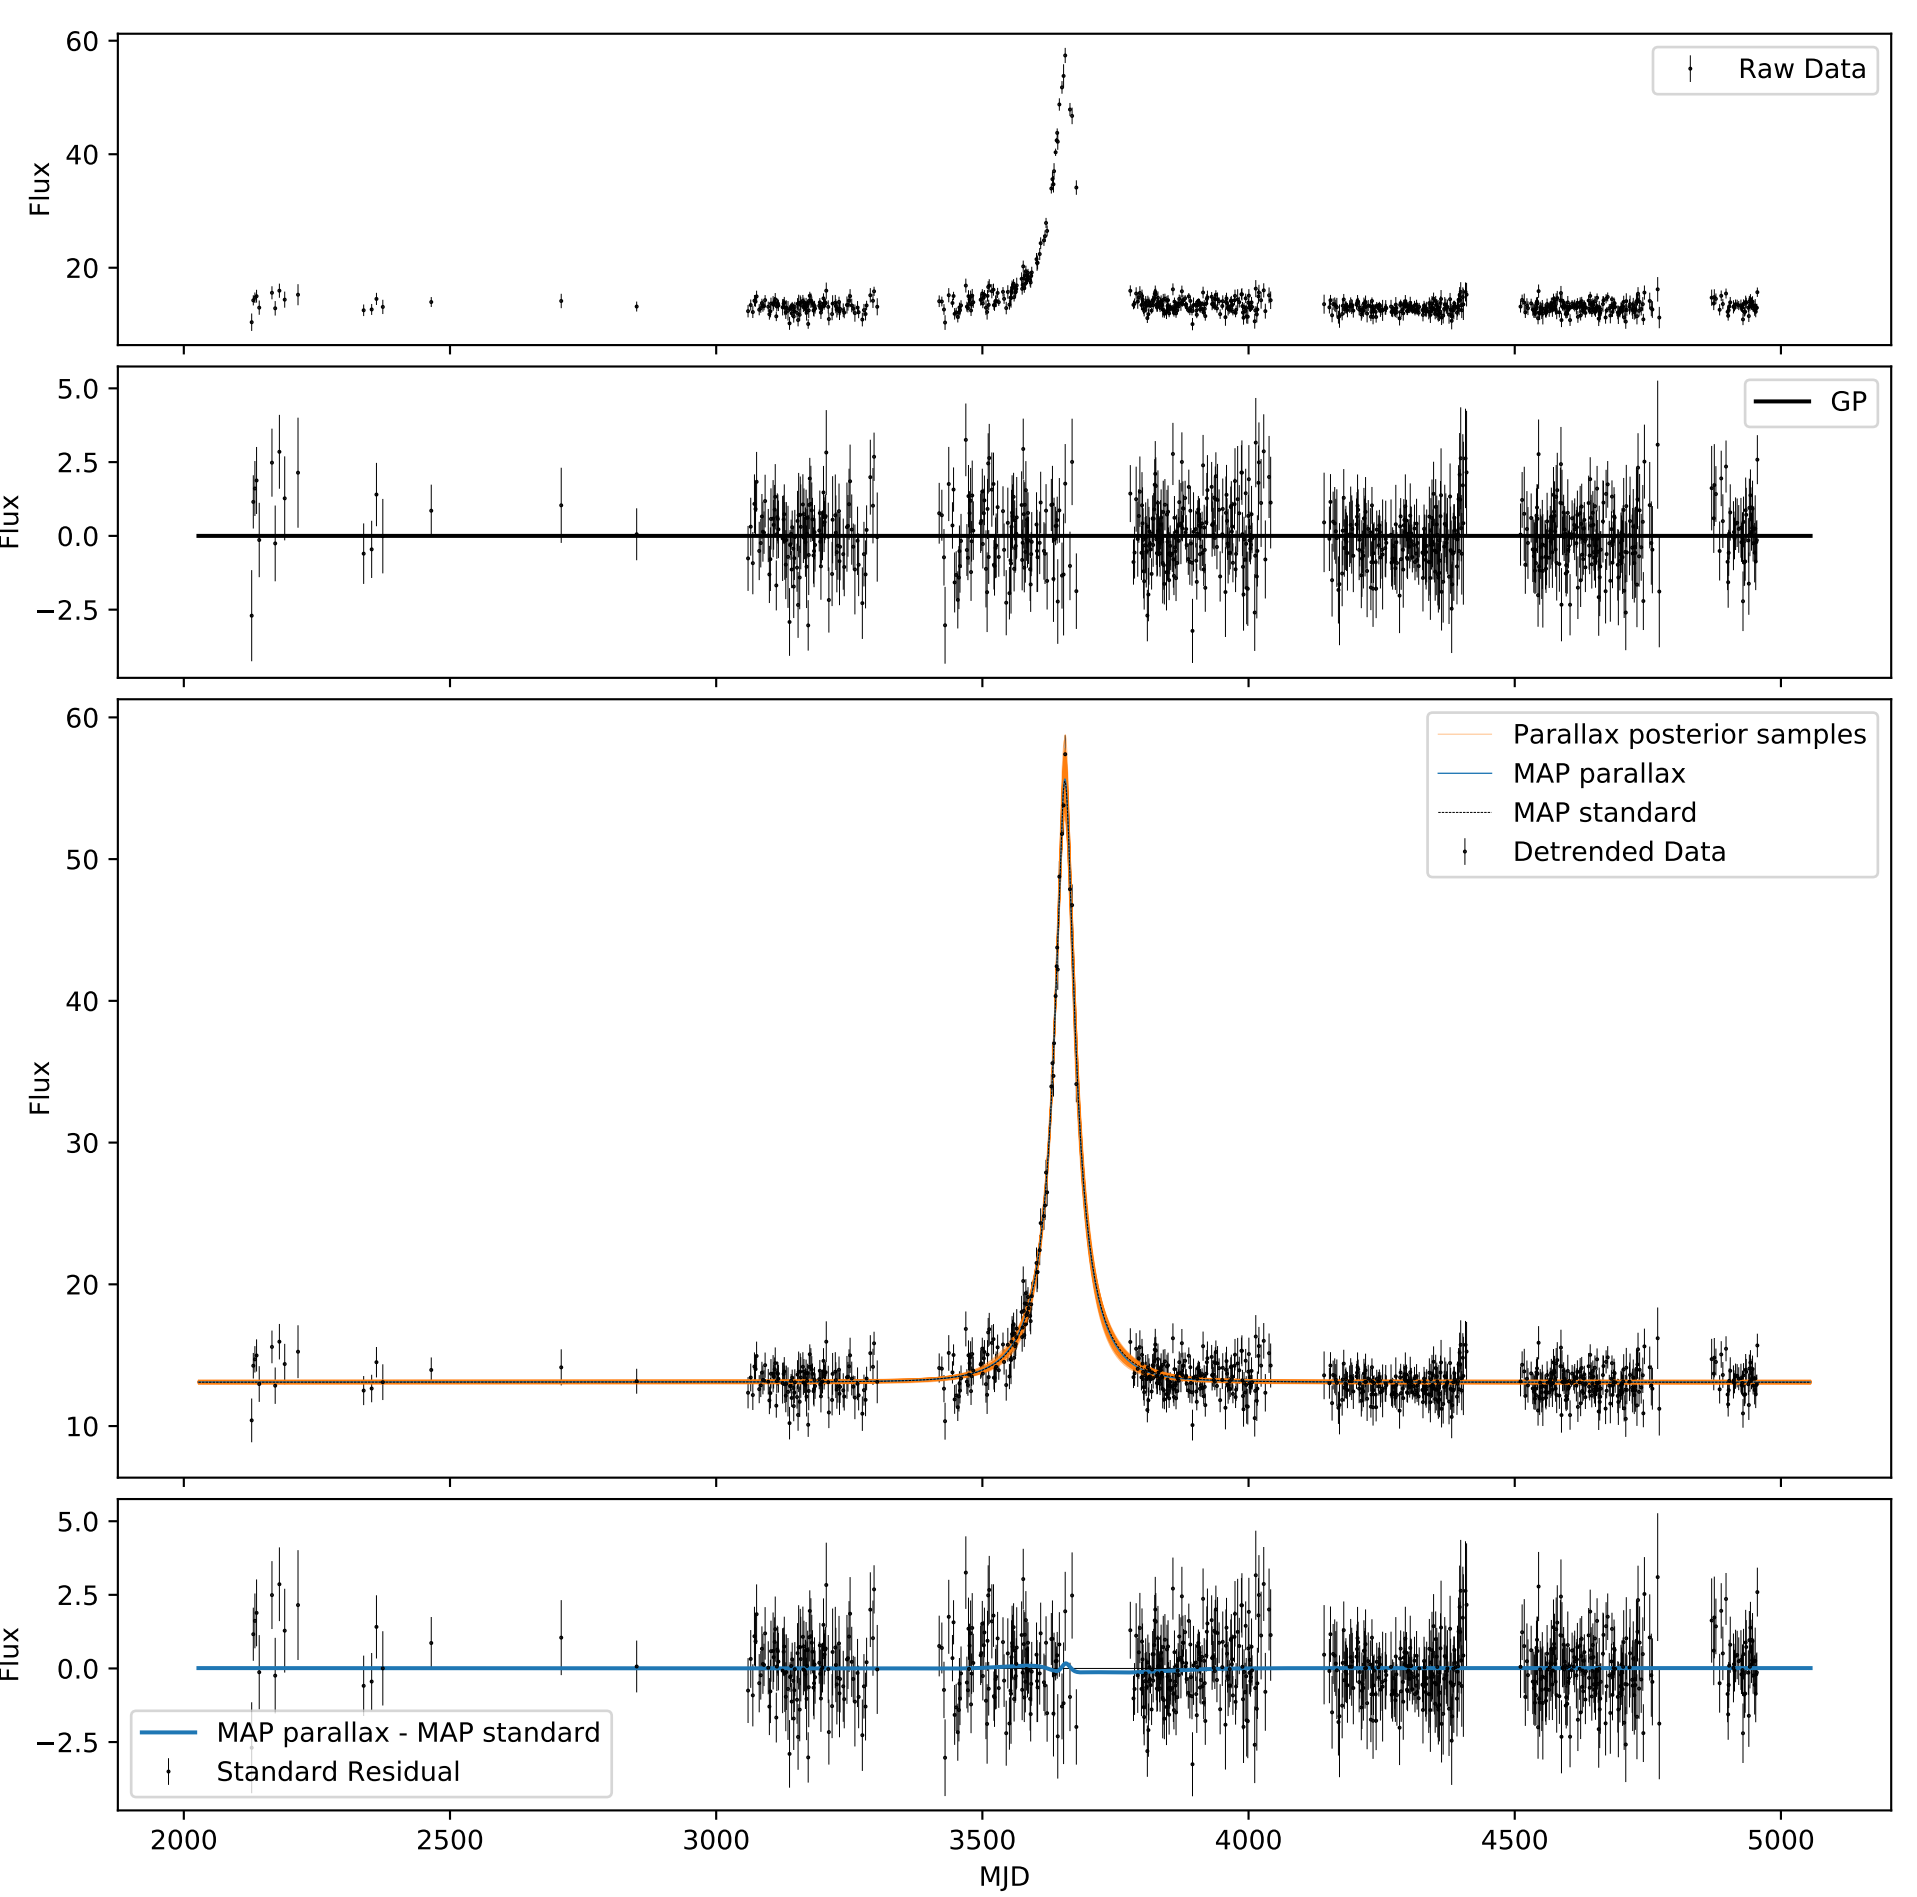 60
40
20
Flux
Raw Data
5.0
2.5
0.0
−2.5
Flux
GP
60
50
40
30
20
10
Flux
Parallax posterior samples
MAP parallax
MAP standard
Detrended Data
5.0
2.5
0.0
−2.5
Flux
MAP parallax - MAP standard
Standard Residual
2000 2500 3000 3500 4000 4500 5000
MJD